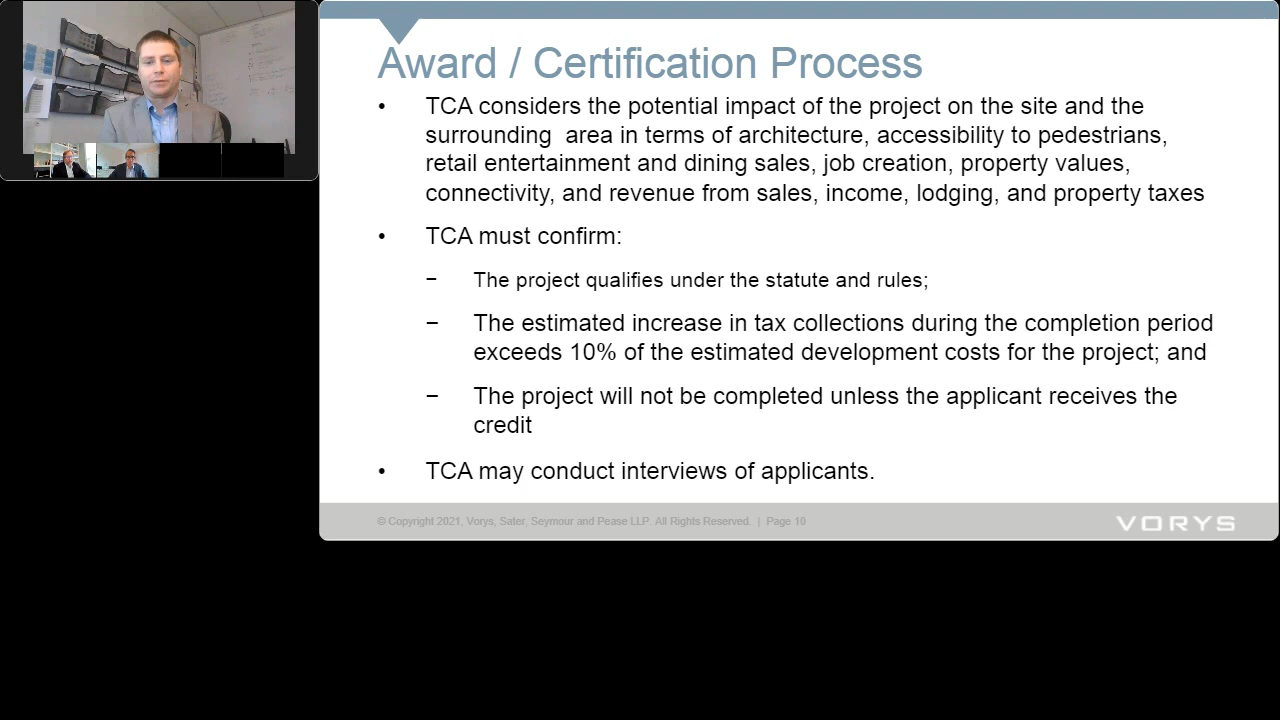 Award / Certification Process
• TCA considers the potential impact of the project on the site and the
surrounding area in terms of architecture, accessibility to pedestrians,
retail entertainment and dining sales, job creation, property values,
connectivity, and revenue from sales, income, lodging, and property taxes
• TCA must confirm:
− The project qualifies under the statute and rules;
− The estimated increase in tax collections during the completion period
exceeds 10% of the estimated development costs for the project; and
− The project will not be completed unless the applicant receives the
credit
• TCA may conduct interviews of applicants.
© Copyright 2021, Vorys, Sater, Seymour and Pease LLP. All Rights Reserved. | Page 10
VORYS